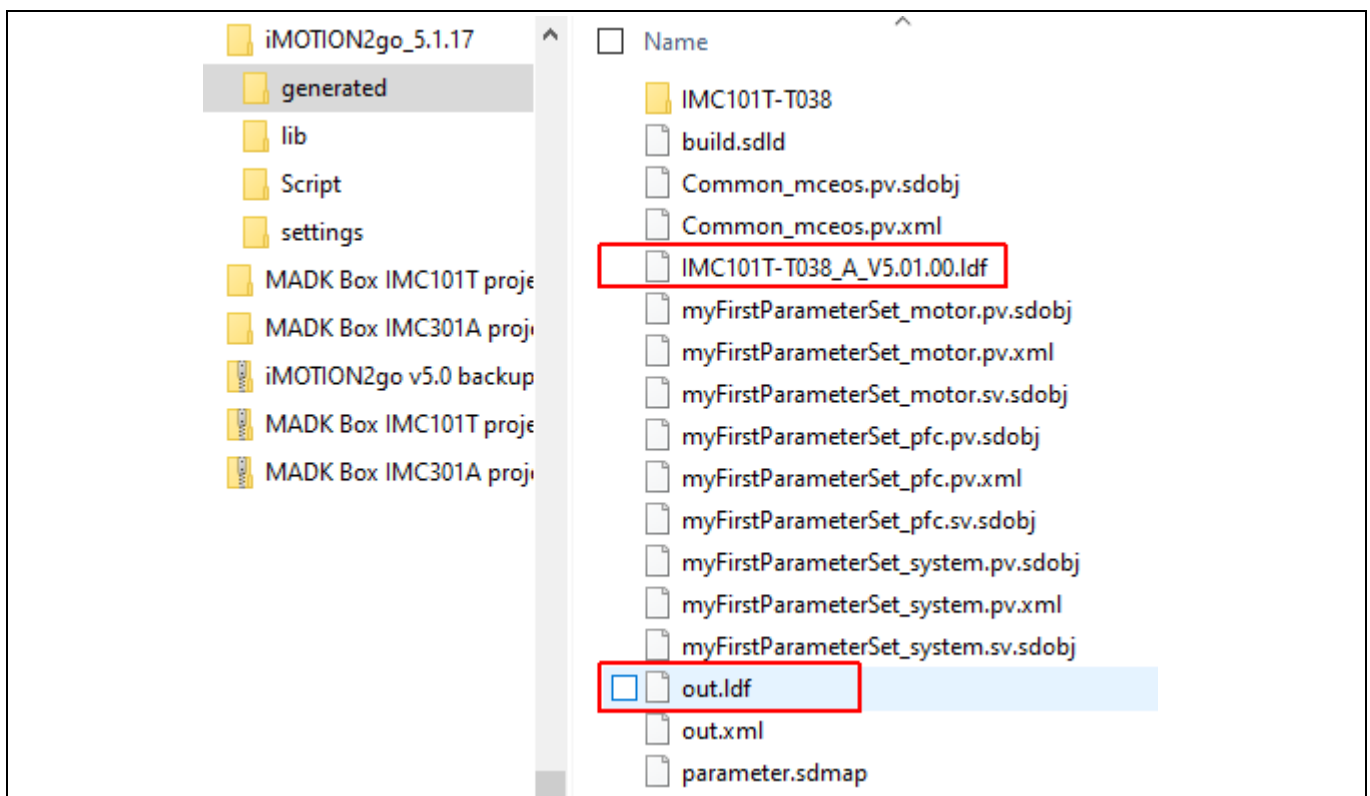 iMOTION2go_5.1.17
generated
lib
Script
settings
MADK Box IMC101T proje
MADK Box IMC301A proj
iMOTION2go v5.0 backup
MADK Box IMC101T proje
MADK Box IMC301A proj
Name
IMC101T-T038
build.sdld
Common_mceos.pv.sdobj
Common_mceos.pv.xml
IMC101T-T038_A_V5.01.00.ldf
myFirstParameterSet_motor.pv.sdobj
myFirstParameterSet_motor.pv.xml
myFirstParameterSet_motor.sv.sdobj
myFirstParameterSet_pfc.pv.sdobj
myFirstParameterSet_pfc.pv.xml
myFirstParameterSet_pfc.sv.sdobj
myFirstParameterSet_system.pv.sdobj
myFirstParameterSet_system.pv.xml
myFirstParameterSet_system.sv.sdobj
out.ldf
out.xml
parameter.sdmap